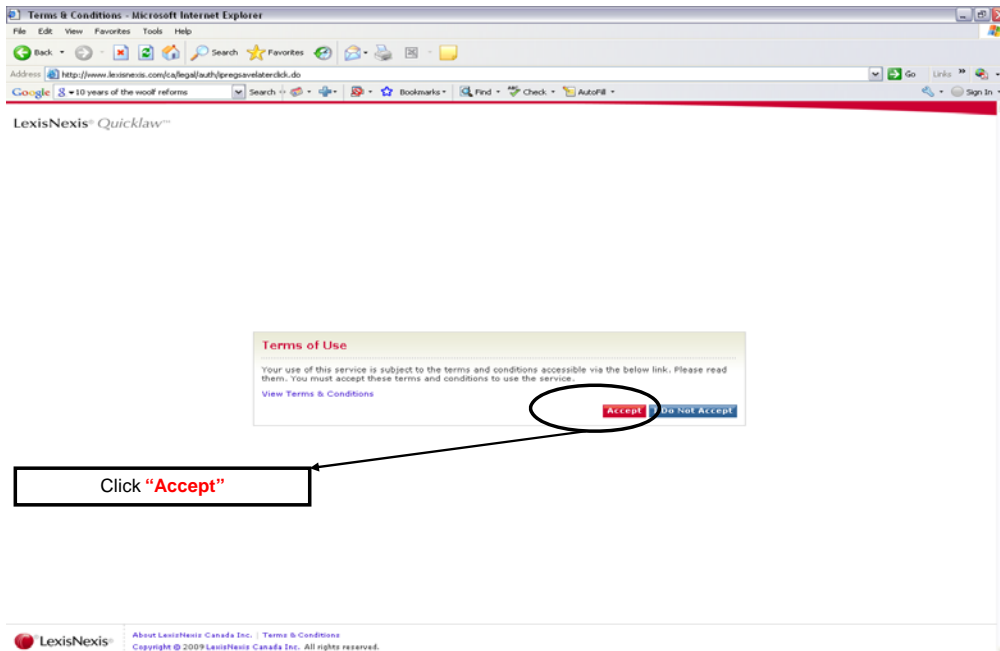 Terms & Conditions - Microsoft Internet Explorer
File Edit View Favorites Tools Help
Back Search Favorites
Address http://www.lexisnexis.com/ca/legal/auth/ipregsavelaterclick.do Go Links »
Google 10 years of the woolf reforms Search Bookmarks Find Check AutoFill Sign In
LexisNexis® Quicklaw™
Terms of Use
Your use of this service is subject to the terms and conditions accessible via the below link. Please read
them. You must accept these terms and conditions to use the service.
View Terms & Conditions
Accept I Do Not Accept
Click “Accept”
LexisNexis®
About LexisNexis Canada Inc. | Terms & Conditions
Copyright © 2009 LexisNexis Canada Inc. All rights reserved.